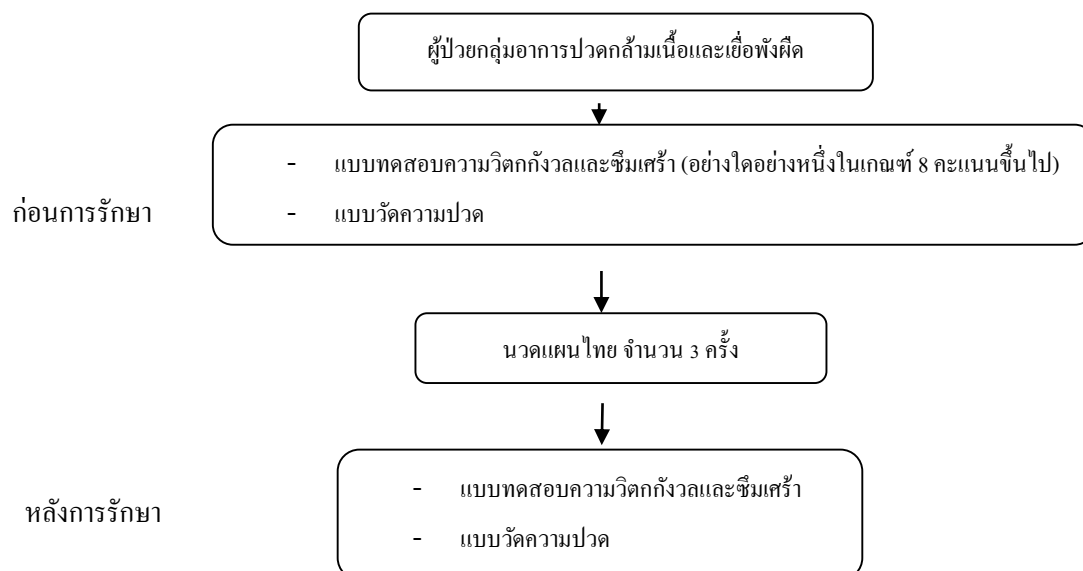 ผู้ป่วยกลุ่มอาการปวดกล้ามเนื้อและเยื่อพังผืด
ก่อนการรักษา
- แบบทดสอบความวิตกกังวลและซึมเศร้า (อย่างใดอย่างหนึ่งในเกณฑ์ 8 คะแนนขึ้นไป)
- แบบวัดความปวด
นวดแผนไทย จำนวน 3 ครั้ง
หลังการรักษา
- แบบทดสอบความวิตกกังวลและซึมเศร้า
- แบบวัดความปวด